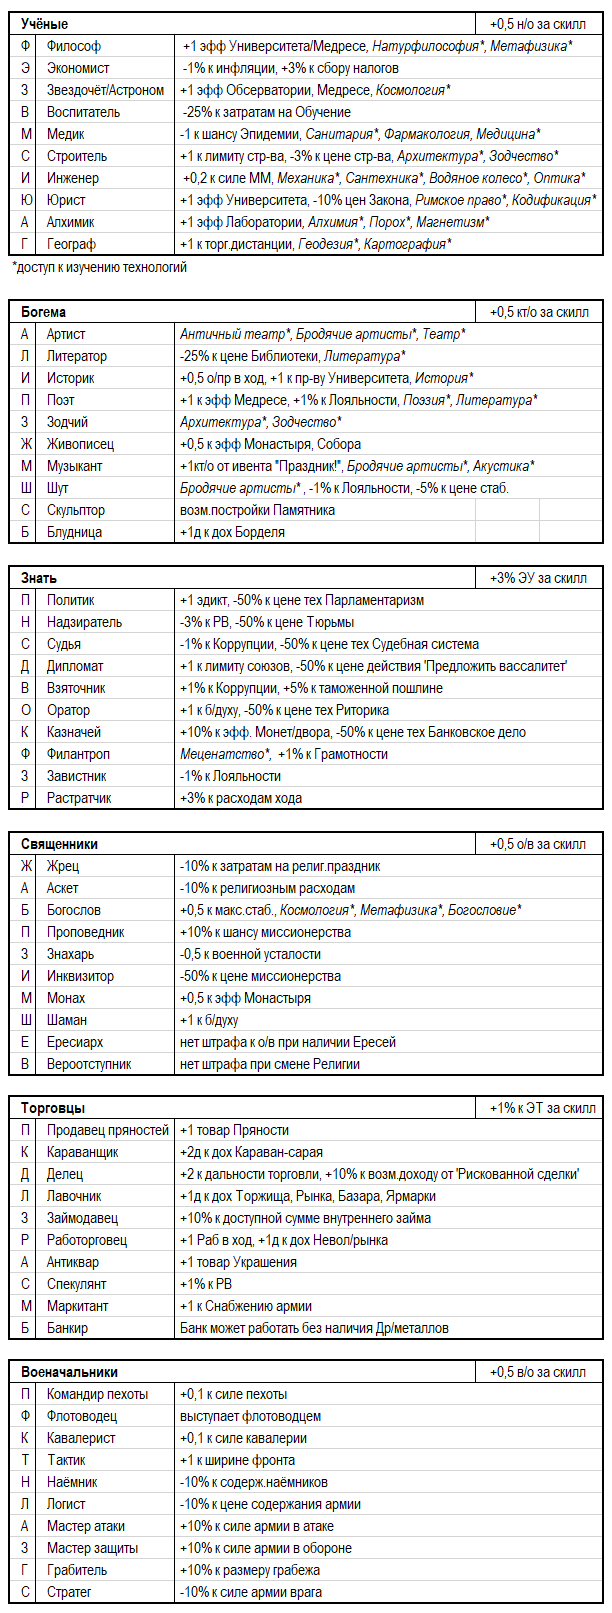 Учёные +0,5 н/о за скилл
Ф Философ +1 эфф Университета/Медресе, Натурфилософия*, Метафизика*
Э Экономист -1% к инфляции, +3% к сбору налогов
З Звездочёт/Астроном +1 эфф Обсерватории, Медресе, Космология*
В Воспитатель -25% к затратам на Обучение
М Медик -1 к шансу Эпидемии, Санитария*, Фармакология, Медицина*
С Строитель +1 к лимиту стр-ва, -3% к цене стр-ва, Архитектура*, Зодчество*
И Инженер +0,2 к силе ММ, Механика*, Сантехника*, Водяное колесо*, Оптика*
Ю Юрист +1 эфф Университета, -10% цен Закона, Римское право*, Кодификация*
А Алхимик +1 эфф Лаборатории, Алхимия*, Порох*, Магнетизм*
Г Географ +1 к торг.дистанции, Геодезия*, Картография*
*доступ к изучению технологий
Богема +0,5 кт/о за скилл
А Артист Античный театр*, Бродячие артисты*, Театр*
Л Литератор -25% к цене Библиотеки, Литература*
И Историк +0,5 о/пр в ход, +1 к пр-ву Университета, История*
П Поэт +1 к эфф Медресе, +1% к Лояльности, Поэзия*, Литература*
З Зодчий Архитектура*, Зодчество*
Ж Живописец +0,5 к эфф Монастыря, Собора
М Музыкант +1кт/о от ивента "Праздник!", Бродячие артисты*, Акустика*
Ш Шут Бродячие артисты* , -1% к Лояльности, -5% к цене стаб.
С Скульптор возм.постройки Памятника
Б Блудница +1д к дох Борделя
Знать +3% ЭУ за скилл
П Политик +1 эдикт, -50% к цене тех Парламентаризм
Н Надзиратель -3% к РВ, -50% к цене Тюрьмы
С Судья -1% к Коррупции, -50% к цене тех Судебная система
Д Дипломат +1 к лимиту союзов, -50% к цене действия 'Предложить вассалитет'
В Взяточник +1% к Коррупции, +5% к таможенной пошлине
О Оратор +1 к б/духу, -50% к цене тех Риторика
К Казначей +10% к эфф. Монет/двора, -50% к цене тех Банковское дело
Ф Филантроп Меценатство*, +1% к Грамотности
З Завистник -1% к Лояльности
Р Растратчик +3% к расходам хода
Священники +0,5 о/в за скилл
Ж Жрец -10% к затратам на религ.праздник
А Аскет -10% к религиозным расходам
Б Богослов +0,5 к макс.стаб., Космология*, Метафизика*, Богословие*
П Проповедник +10% к шансу миссионерства
З Знахарь -0,5 к военной усталости
И Инквизитор -50% к цене миссионерства
М Монах +0,5 к эфф Монастыря
Ш Шаман +1 к б/духу
Е Ересиарх нет штрафа к о/в при наличии Ересей
В Вероотступник нет штрафа при смене Религии
Торговцы +1% к ЭТ за скилл
П Продавец пряностей +1 товар Пряности
К Караванщик +2д к дох Караван-сарая
Д Делец +2 к дальности торговли, +10% к возм.доходу от 'Рискованной сделки'
Л Лавочник +1д к дох Торжища, Рынка, Базара, Ярмарки
З Займодавец +10% к доступной сумме внутреннего займа
Р Работорговец +1 Раб в ход, +1д к дох Невол/рынка
А Антиквар +1 товар Украшения
С Спекулянт +1% к РВ
М Маркитант +1 к Снабжению армии
Б Банкир Банк может работать без наличия Др/металлов
Военачальники +0,5 в/о за скилл
П Командир пехоты +0,1 к силе пехоты
Ф Флотоводец выступает флотоводцем
К Кавалерист +0,1 к силе кавалерии
Т Тактик +1 к ширине фронта
Н Наёмник -10% к содерж.наёмников
Л Логист -10% к цене содержания армии
А Мастер атаки +10% к силе армии в атаке
З Мастер защиты +10% к силе армии в обороне
Г Грабитель +10% к размеру грабежа
С Стратег -10% к силе армии врага